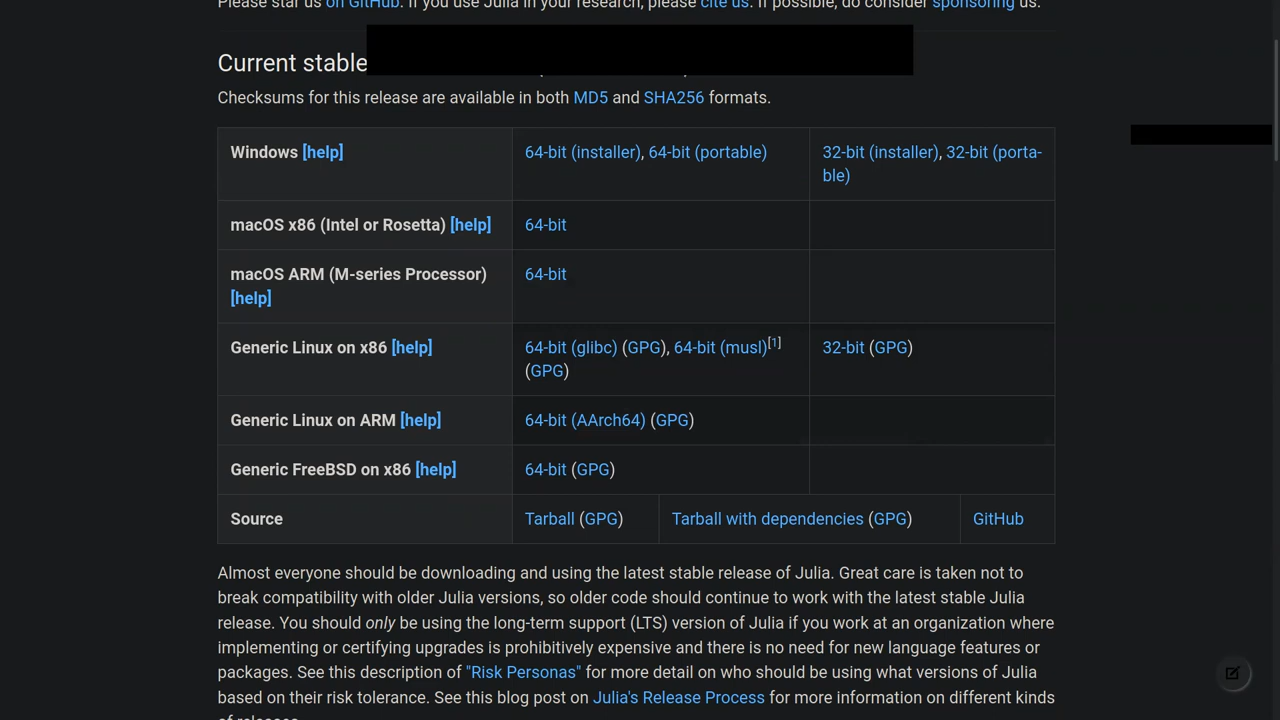 Please star us on GitHub. If you use Julia in your research, please cite us. If possible, do consider sponsoring us.
Current stable
Checksums for this release are available in both MD5 and SHA256 formats.
Windows [help] 64-bit (installer), 64-bit (portable) 32-bit (installer), 32-bit (porta-
ble)
macOS x86 (Intel or Rosetta) [help] 64-bit
macOS ARM (M-series Processor) 64-bit
[help]
Generic Linux on x86 [help] 64-bit (glibc) (GPG), 64-bit (musl)[1] 32-bit (GPG)
(GPG)
Generic Linux on ARM [help] 64-bit (AArch64) (GPG)
Generic FreeBSD on x86 [help] 64-bit (GPG)
Source Tarball (GPG) Tarball with dependencies (GPG) GitHub
Almost everyone should be downloading and using the latest stable release of Julia. Great care is taken not to
break compatibility with older Julia versions, so older code should continue to work with the latest stable Julia
release. You should only be using the long-term support (LTS) version of Julia if you work at an organization where
implementing or certifying upgrades is prohibitively expensive and there is no need for new language features or
packages. See this description of "Risk Personas" for more detail on who should be using what versions of Julia
based on their risk tolerance. See this blog post on Julia's Release Process for more information on different kinds
of releases.